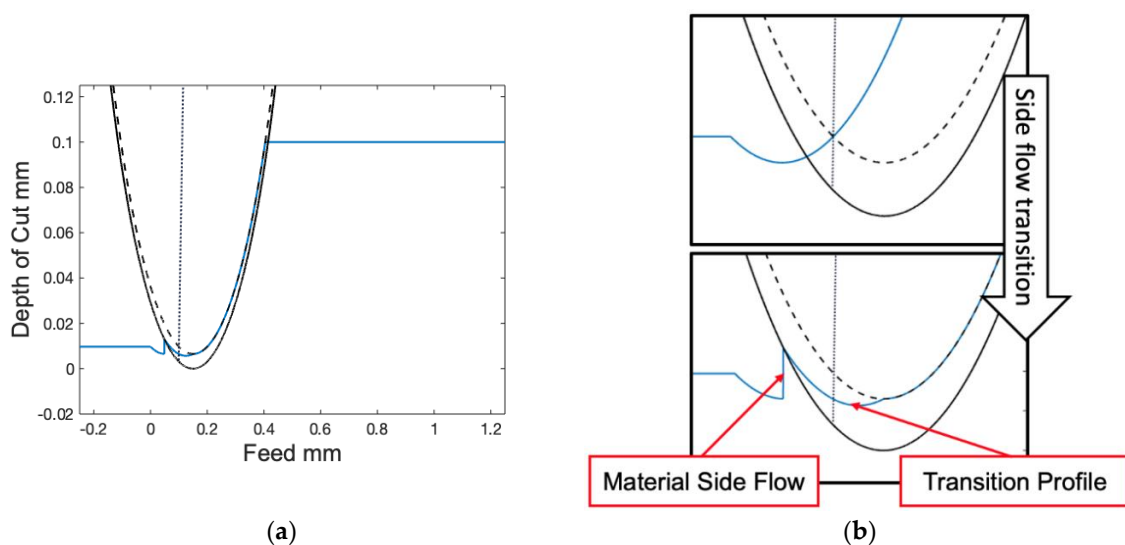 0.12
0.1
0.08
0.06
0.04
0.02
0
-0.02
Depth of Cut mm
-0.2
0
0.2
0.4
0.6
0.8
1
1.2
Feed mm
(a)
Side flow
transition
Material Side Flow
Transition Profile
(b)